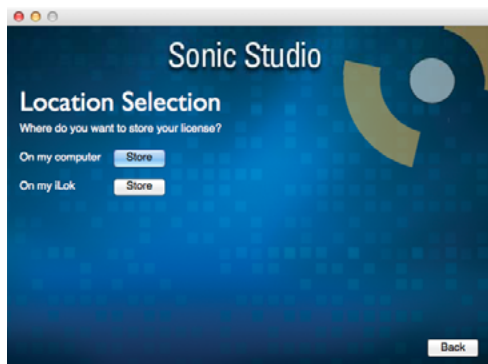 Sonic Studio
Location Selection
Where do you want to store your license?
On my computer Store
On my iLok Store
Back